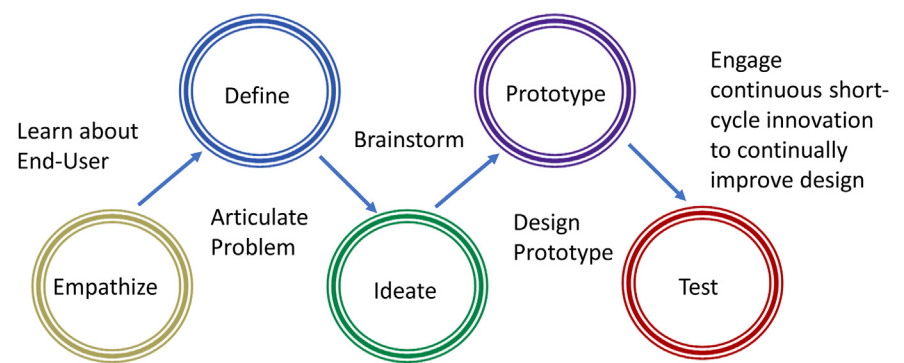 Learn about
End-User
Empathize
Define
Articulate
Problem
Brainstorm
Ideate
Prototype
Design
Prototype
Engage
continuous short-
cycle innovation
to continually
improve design
Test